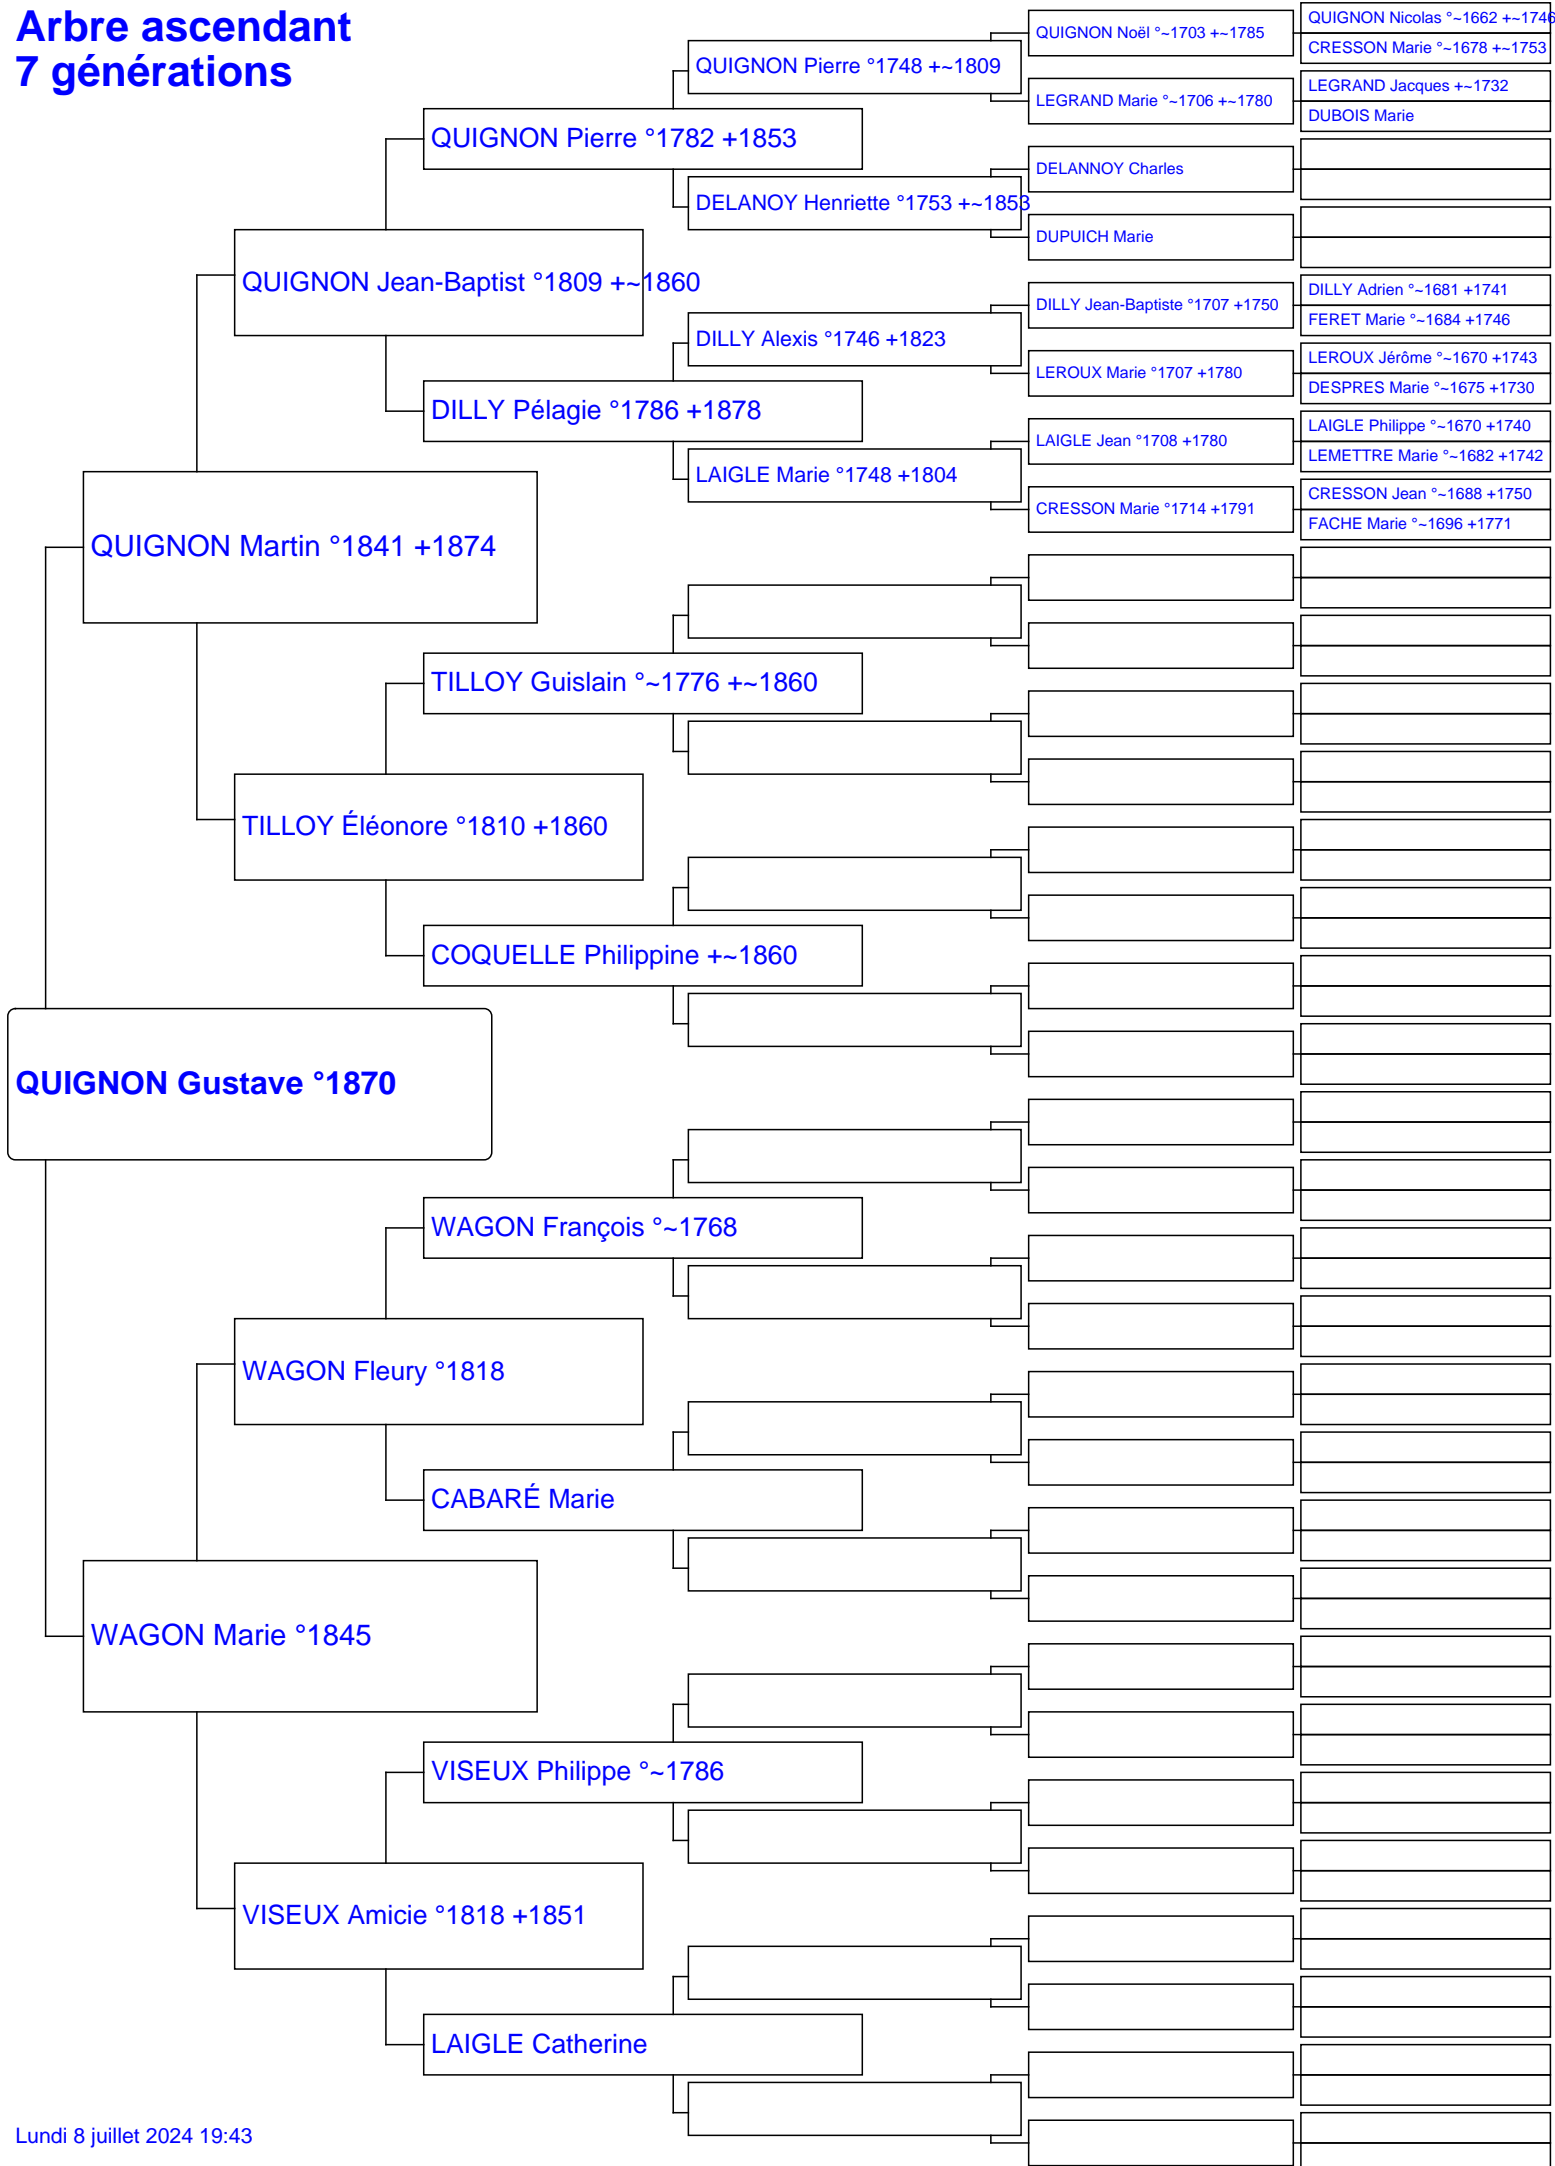 Arbre ascendant
7 générations
QUIGNON Nicolas °~1662 +~1746
QUIGNON Noël °~1703 +~1785
CRESSON Marie °~1678 +~1753
QUIGNON Pierre °1748 +~1809
LEGRAND Jacques +~1732
LEGRAND Marie °~1706 +~1780
DUBOIS Marie
QUIGNON Pierre °1782 +1853
DELANNOY Charles
DELANOY Henriette °1753 +~1853
DUPUICH Marie
QUIGNON Jean-Baptist °1809 +~1860
DILLY Adrien °~1681 +1741
DILLY Jean-Baptiste °1707 +1750
FERET Marie °~1684 +1746
DILLY Alexis °1746 +1823
LEROUX Jérôme °~1670 +1743
LEROUX Marie °1707 +1780
DESPRES Marie °~1675 +1730
DILLY Pélagie °1786 +1878
LAIGLE Philippe °~1670 +1740
LAIGLE Jean °1708 +1780
LEMETTRE Marie °~1682 +1742
LAIGLE Marie °1748 +1804
CRESSON Jean °~1688 +1750
CRESSON Marie °1714 +1791
FACHE Marie °~1696 +1771
QUIGNON Martin °1841 +1874
TILLOY Guislain °~1776 +~1860
TILLOY Éléonore °1810 +1860
COQUELLE Philippine +~1860
QUIGNON Gustave °1870
WAGON François °~1768
WAGON Fleury °1818
CABARÉ Marie
WAGON Marie °1845
VISEUX Philippe °~1786
VISEUX Amicie °1818 +1851
LAIGLE Catherine
Lundi 8 juillet 2024 19:43